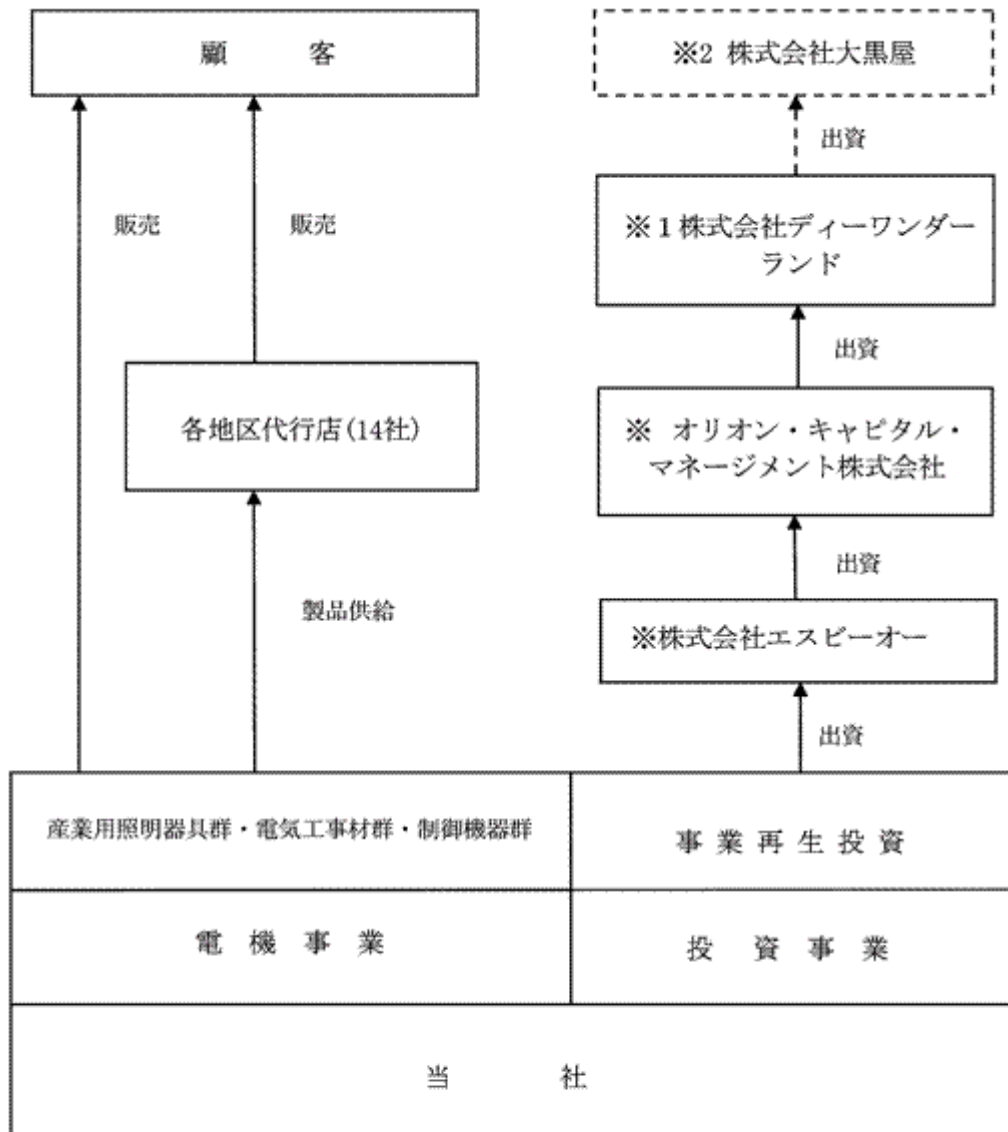 顧 客
※2 株式会社大黒屋
出資
販売
販売
※1株式会社ディーワンダー
ランド
出資
各地区代行店(14社)
※ オリオン・キャピタル・
マネージメント株式会社
出資
製品供給
※株式会社エスビーオー
出資
産業用照明器具群・電気工事材群・制御機器群
事 業 再 生 投 資
電 機 事 業
投 資 事 業
当 社